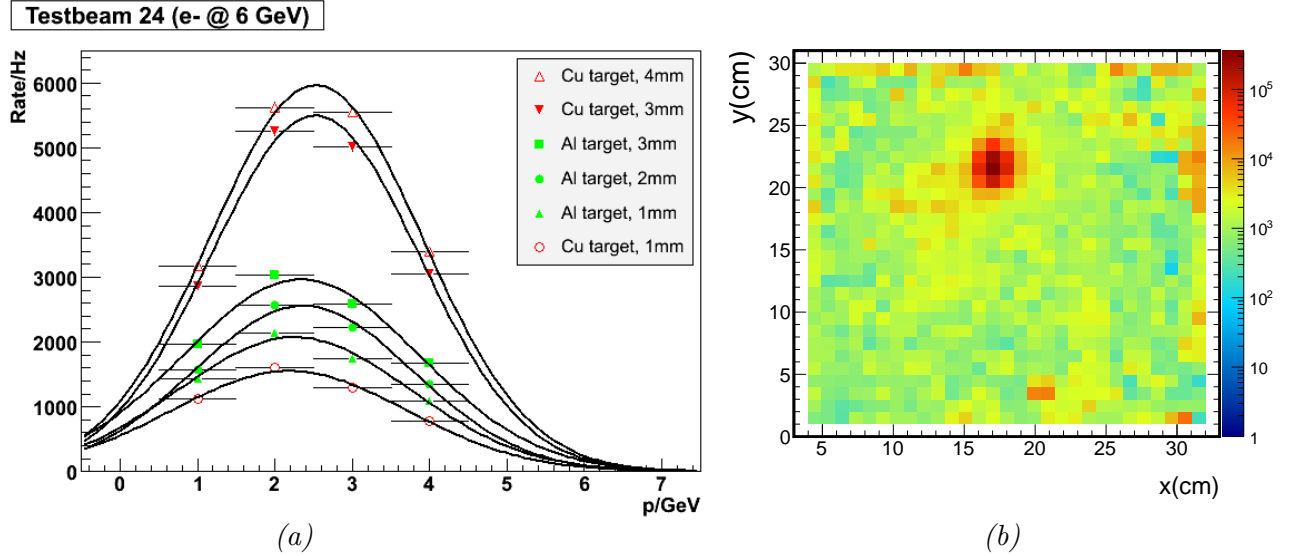 Testbeam 24 (e- @ 6 GeV)
Rate/Hz
6000
5000
4000
3000
2000
1000
0
0 1 2 3 4 5 6 7
p/GeV
Cu target, 4mm
Cu target, 3mm
Al target, 3mm
Al target, 2mm
Al target, 1mm
Cu target, 1mm
(a)
y(cm)
30
25
20
15
10
5
0
5 10 15 20 25 30
x(cm)
10^5
10^4
10^3
10^2
10
1
(b)